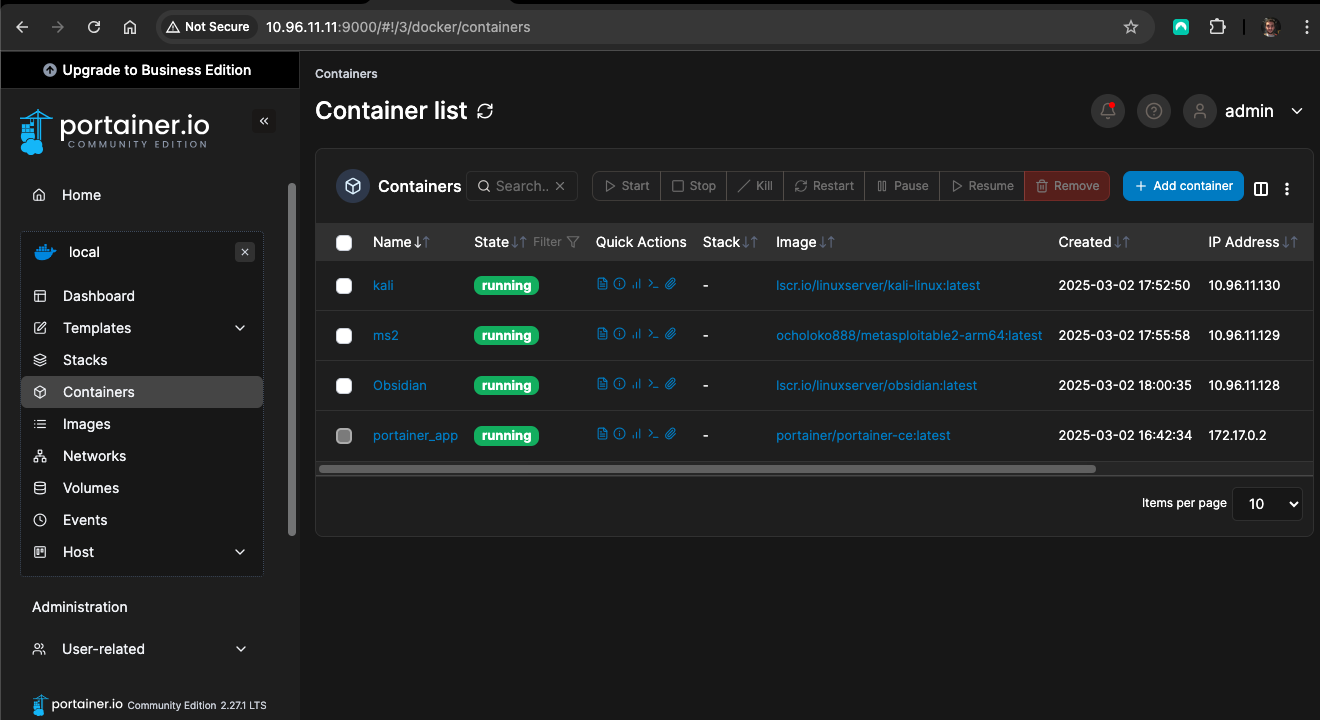 Not Secure 10.96.11.11:9000/#!/3/docker/containers
Upgrade to Business Edition
portainer.io
COMMUNITY EDITION
Home
local
Dashboard
Templates
Stacks
Containers
Images
Networks
Volumes
Events
Host
Administration
User-related
portainer.io Community Edition 2.27.1 LTS
Containers
Container list
admin
Containers Search.. Start Stop Kill Restart Pause Resume Remove Add container
Name State Filter Quick Actions Stack Image Created IP Address
kali running - lscr.io/linuxserver/kali-linux:latest 2025-03-02 17:52:50 10.96.11.130
ms2 running - ocholoko888/metasploitable2-arm64:latest 2025-03-02 17:55:58 10.96.11.129
Obsidian running - lscr.io/linuxserver/obsidian:latest 2025-03-02 18:00:35 10.96.11.128
portainer_app running - portainer/portainer-ce:latest 2025-03-02 16:42:34 172.17.0.2
Items per page 10